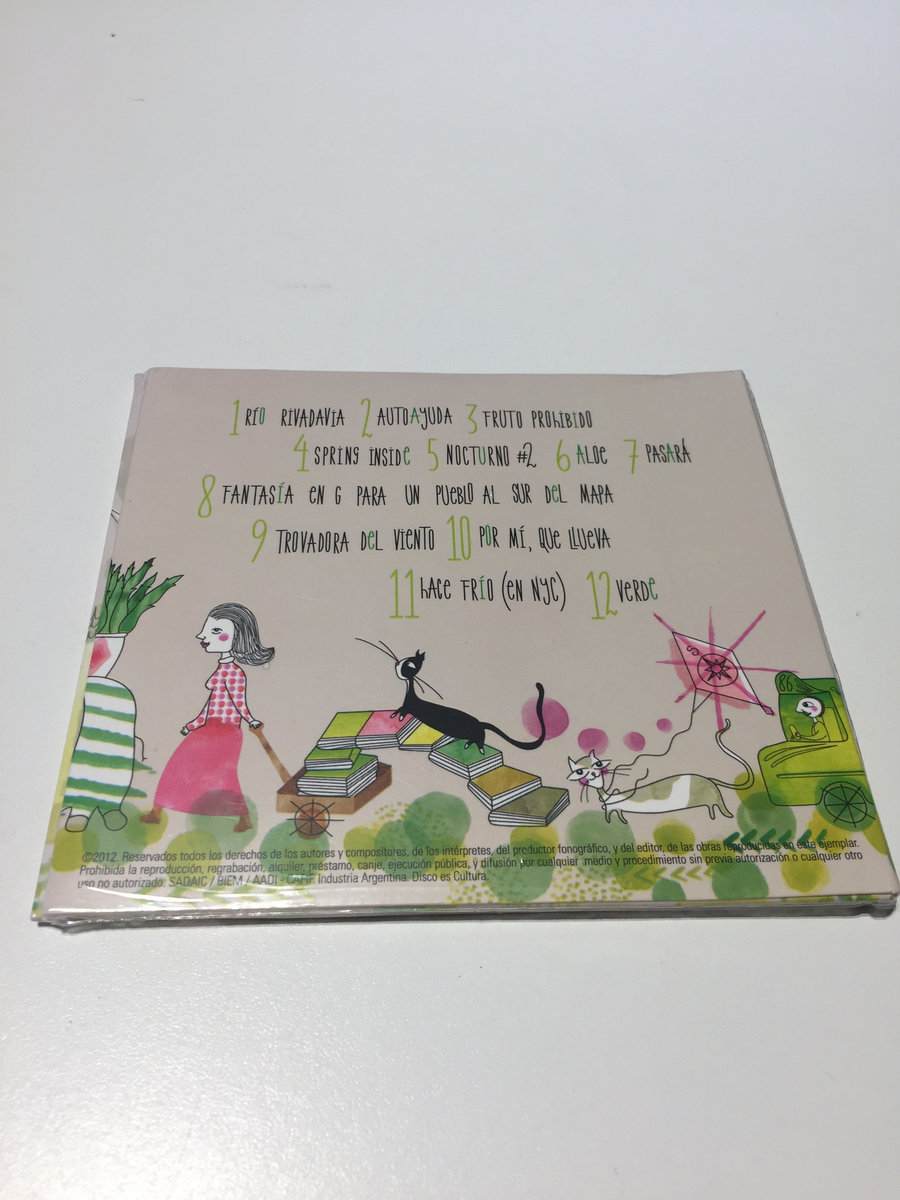 1 RÍO RIVADAVIA 2 AUTOAYUDA 3 FRUTO PROHIBIDO
4 SPRING INSIDE 5 NOCTURNO #2 6 ALOE 7 PASARÁ
8 FANTASÍA EN G PARA UN PUEBLO AL SUR DEL MAPA
9 TROVADORA DEL VIENTO 10 POR MÍ, QUE LLUEVA
11 HACE FRÍO (EN NYC) 12 VERDE
86
©2012. Reservados todos los derechos de los autores y compositores, de los intérpretes, del productor fonográfico, y del editor, de las obras reproducidas en este ejemplar.
Prohibida la reproducción, regrabación, alquiler, préstamo, canje, ejecución pública, y difusión por cualquier medio y procedimiento sin previa autorización o cualquier otro
uso no autorizado. SADAIC / BIEM / AADI - CAPIF. Industria Argentina. Disco es Cultura.